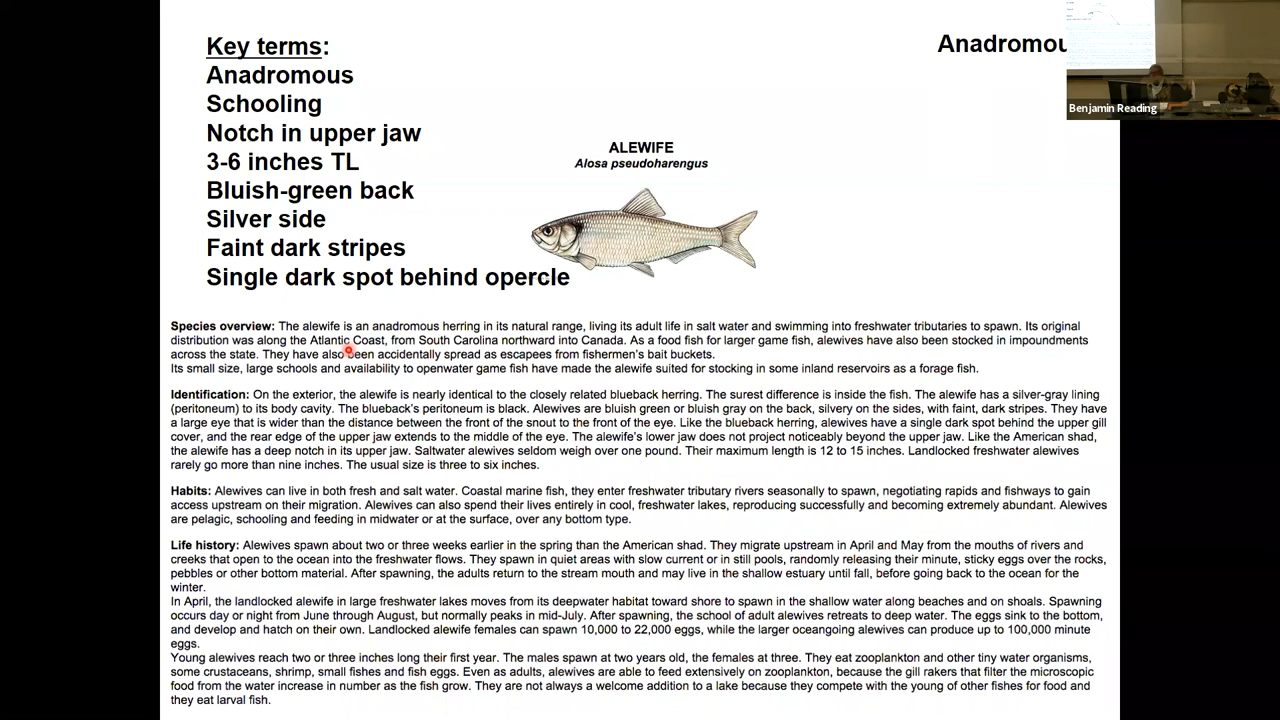 Key terms:
Anadromous
Schooling
Notch in upper jaw
3-6 inches TL
Bluish-green back
Silver side
Faint dark stripes
Single dark spot behind opercle
Benjamin Reading
ALEWIFE
Alosa pseudoharengus
Species overview: The alewife is an anadromous herring in its natural range, living its adult life in salt water and swimming into freshwater tributaries to spawn. Its original
distribution was along the Atlantic Coast, from South Carolina northward into Canada. As a food fish for larger game fish, alewives have also been stocked in impoundments
across the state. They have also been accidentally spread as escapees from fishermen's bait buckets.
Its small size, large schools and availability to openwater game fish have made the alewife suited for stocking in some inland reservoirs as a forage fish.
Identification: On the exterior, the alewife is nearly identical to the closely related blueback herring. The surest difference is inside the fish. The alewife has a silver-gray lining
(peritoneum) to its body cavity. The blueback's peritoneum is black. Alewives are bluish green or bluish gray on the back, silvery on the sides, with faint, dark stripes. They have
a large eye that is wider than the distance between the front of the snout to the front of the eye. Like the blueback herring, alewives have a single dark spot behind the upper gill
cover, and the rear edge of the upper jaw extends to the middle of the eye. The alewife's lower jaw does not project noticeably beyond the upper jaw. Like the American shad,
the alewife has a deep notch in its upper jaw. Saltwater alewives seldom weigh over one pound. Their maximum length is 12 to 15 inches. Landlocked freshwater alewives
rarely go more than nine inches. The usual size is three to six inches.
Habits: Alewives can live in both fresh and salt water. Coastal marine fish, they enter freshwater tributary rivers seasonally to spawn, negotiating rapids and fishways to gain
access upstream on their migration. Alewives can also spend their lives entirely in cool, freshwater lakes, reproducing successfully and becoming extremely abundant. Alewives
are pelagic, schooling and feeding in midwater or at the surface, over any bottom type.
Life history: Alewives spawn about two or three weeks earlier in the spring than the American shad. They migrate upstream in April and May from the mouths of rivers and
creeks that open to the ocean into the freshwater flows. They spawn in quiet areas with slow current or in still pools, randomly releasing their minute, sticky eggs over the rocks,
pebbles or other bottom material. After spawning, the adults return to the stream mouth and may live in the shallow estuary until fall, before going back to the ocean for the
winter.
In April, the landlocked alewife in large freshwater lakes moves from its deepwater habitat toward shore to spawn in the shallow water along beaches and on shoals. Spawning
occurs day or night from June through August, but normally peaks in mid-July. After spawning, the school of adult alewives retreats to deep water. The eggs sink to the bottom,
and develop and hatch on their own. Landlocked alewife females can spawn 10,000 to 22,000 eggs, while the larger oceangoing alewives can produce up to 100,000 minute
eggs.
Young alewives reach two or three inches long their first year. The males spawn at two years old, the females at three. They eat zooplankton and other tiny water organisms,
some crustaceans, shrimp, small fishes and fish eggs. Even as adults, alewives are able to feed extensively on zooplankton, because the gill rakers that filter the microscopic
food from the water increase in number as the fish grow. They are not always a welcome addition to a lake because they compete with the young of other fishes for food and
they eat larval fish.